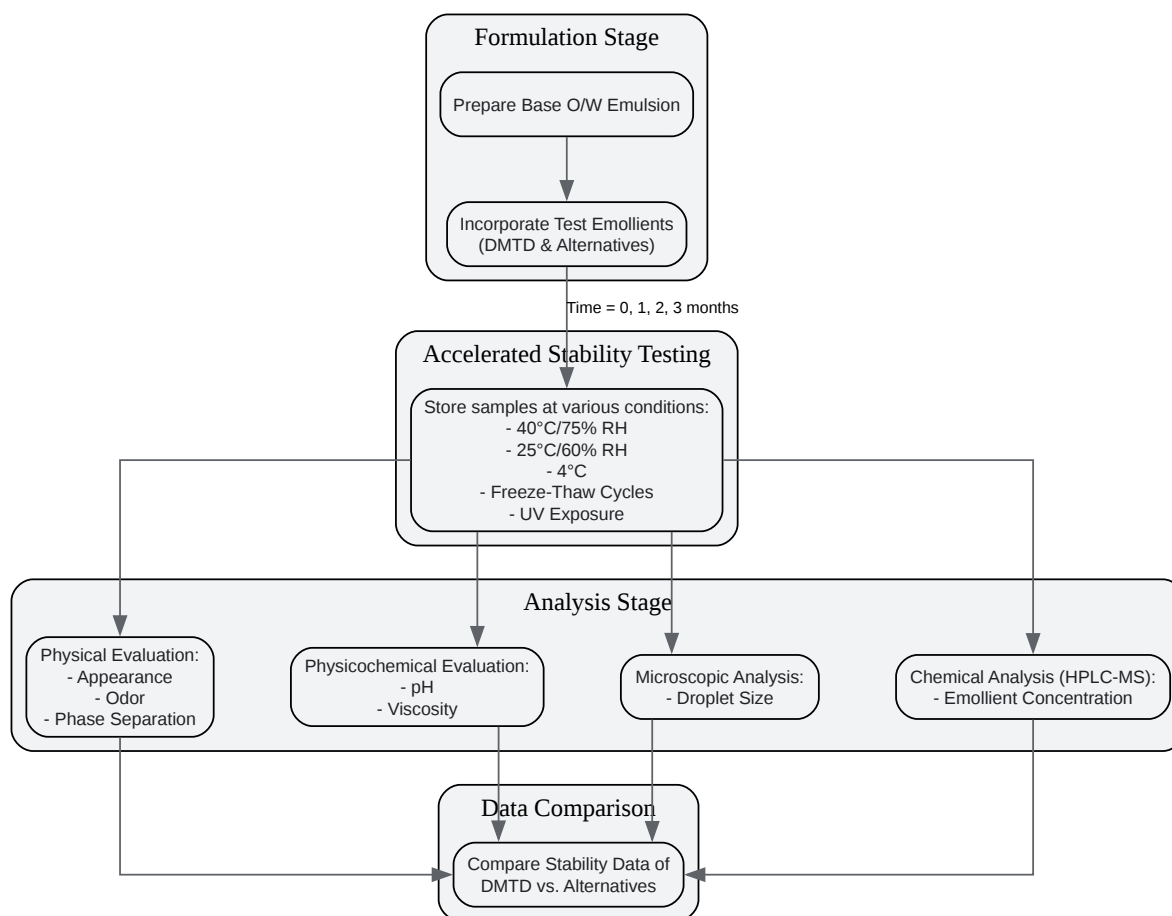 Formulation Stage
Prepare Base O/W Emulsion
Incorporate Test Emollients
(DMTD & Alternatives)
Time = 0, 1, 2, 3 months
Accelerated Stability Testing
Store samples at various conditions:
- 40°C/75% RH
- 25°C/60% RH
- 4°C
- Freeze-Thaw Cycles
- UV Exposure
Analysis Stage
Physical Evaluation:
- Appearance
- Odor
- Phase Separation
Physicochemical Evaluation:
- pH
- Viscosity
Microscopic Analysis:
- Droplet Size
Chemical Analysis (HPLC-MS):
- Emollient Concentration
Data Comparison
Compare Stability Data of
DMTD vs. Alternatives